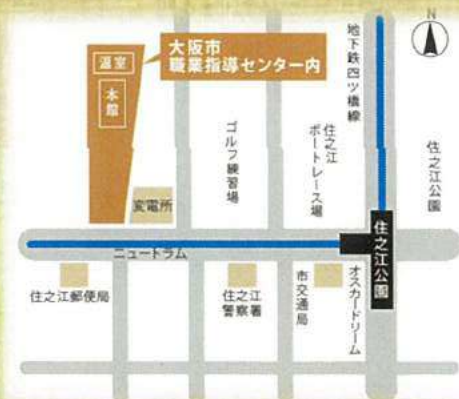 N
大阪市
職業指導センター内
温室
本館
地下鉄四ツ橋線
ゴルフ練習場
住之江
ボートレース場
住之江公園
変電所
ニュートラム
住之江公園
住之江郵便局
住之江
警察署
市交通局
オスカードリーム